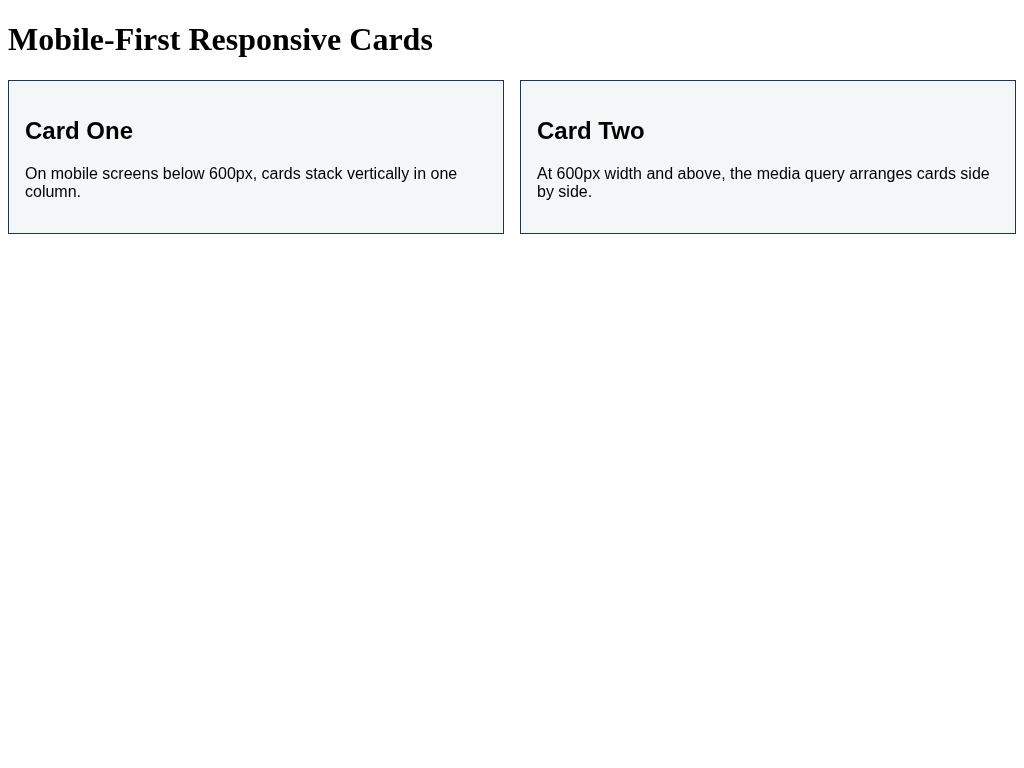 Mobile-First Responsive Cards
Card One
On mobile screens below 600px, cards stack vertically in one
column.
Card Two
At 600px width and above, the media query arranges cards side
by side.